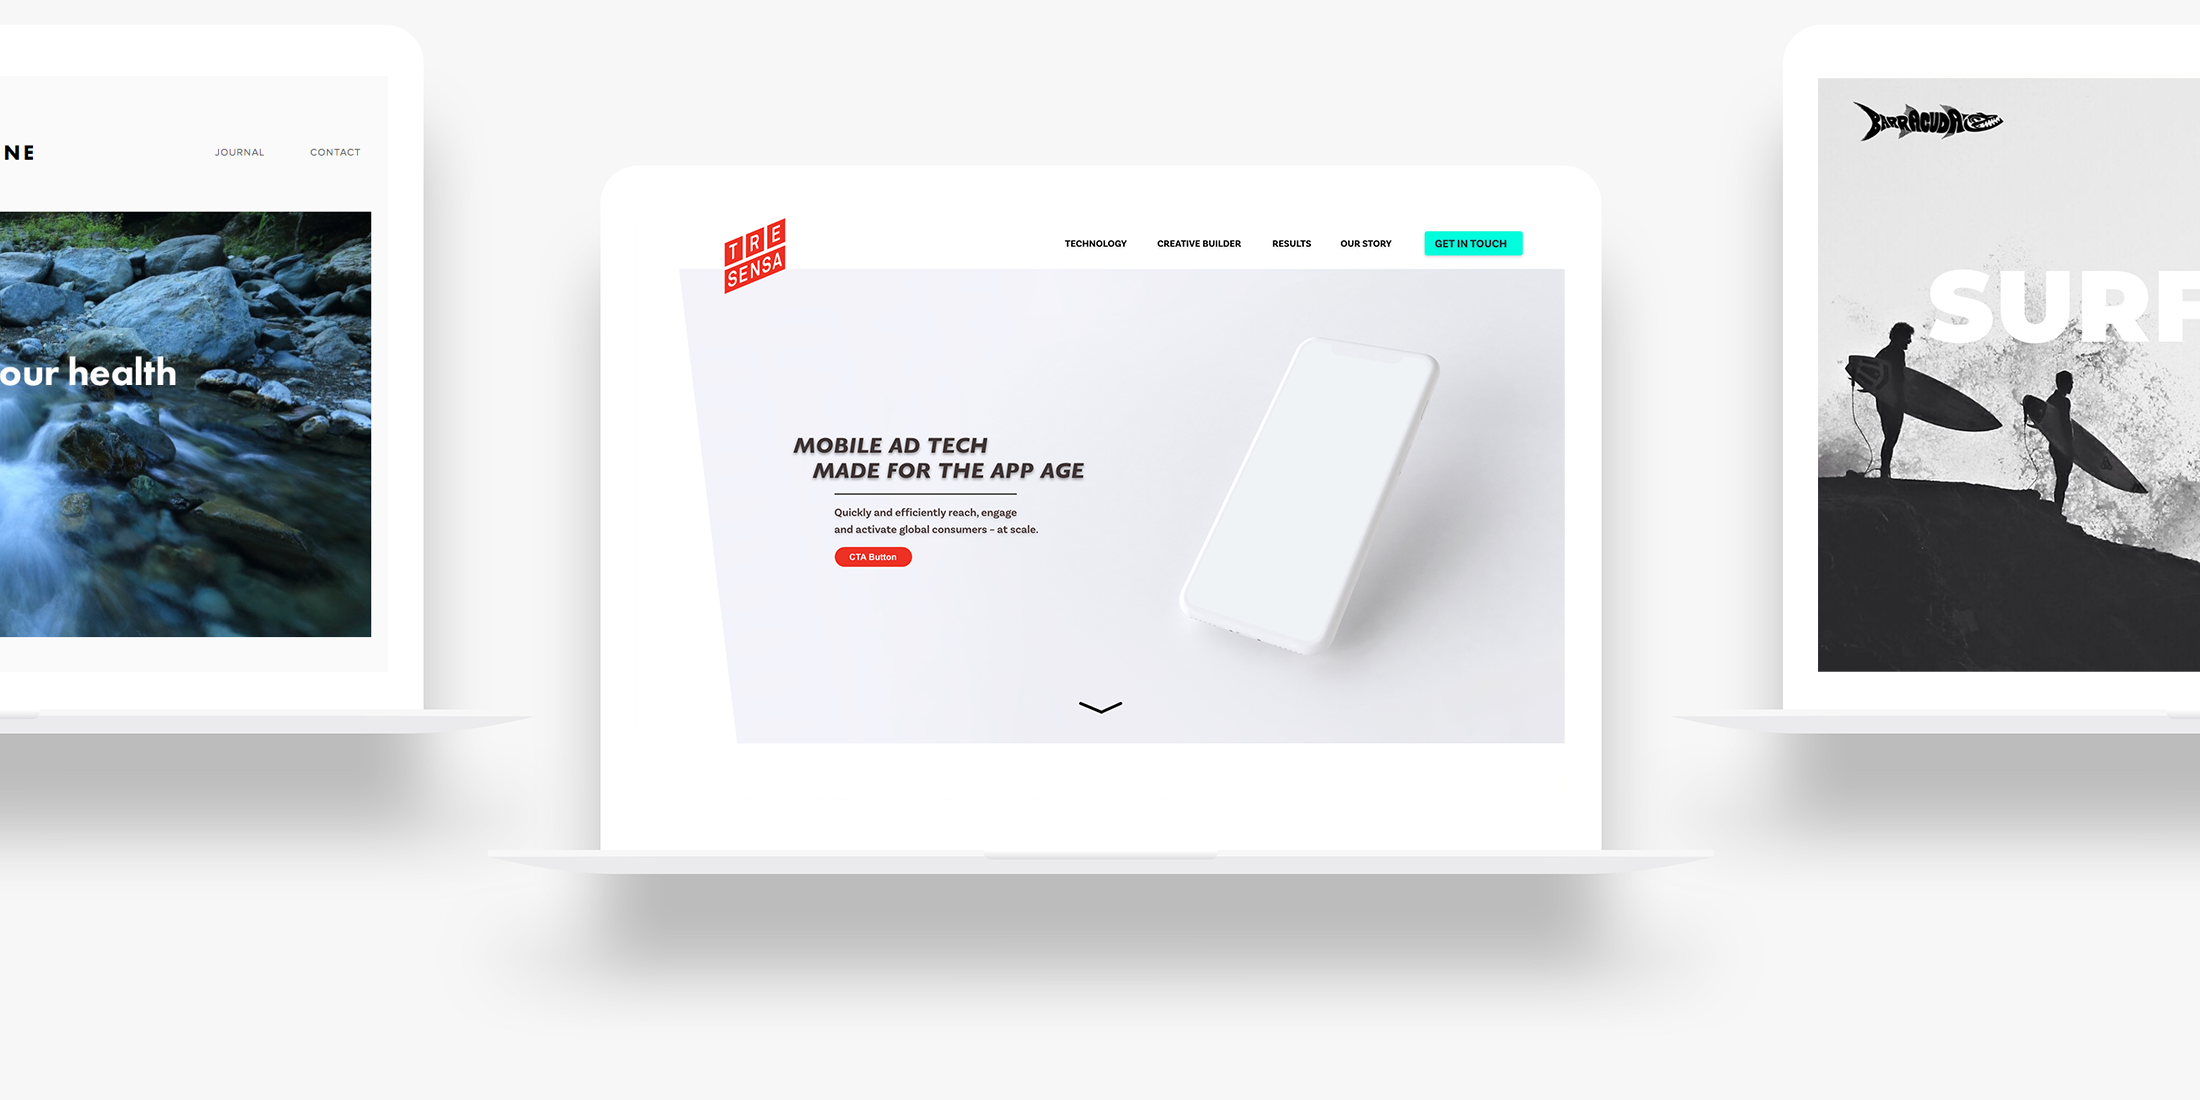 NE
JOURNAL
CONTACT
our health
TRE
SENSA
TECHNOLOGY
CREATIVE BUILDER
RESULTS
OUR STORY
GET IN TOUCH
MOBILE AD TECH
MADE FOR THE APP AGE
Quickly and efficiently reach, engage
and activate global consumers – at scale.
CTA Button
BARRACUDA
SURF